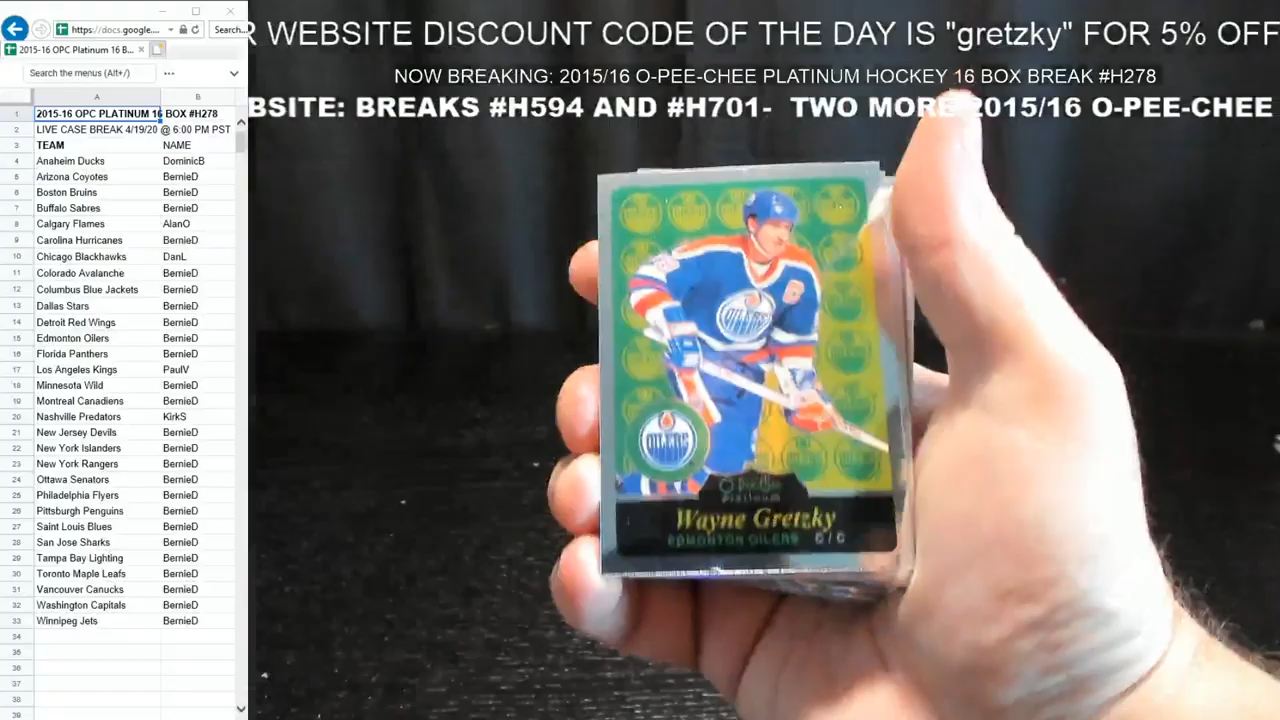 https://docs.google....
Search...
2015-16 OPC Platinum 16 B...
Search the menus (Alt+/)
A B
1 2015-16 OPC PLATINUM 16 BOX #H278
2 LIVE CASE BREAK 4/19/20 @ 6:00 PM PST
3 TEAM NAME
4 Anaheim Ducks DominicB
5 Arizona Coyotes BernieD
6 Boston Bruins BernieD
7 Buffalo Sabres BernieD
8 Calgary Flames AlanO
9 Carolina Hurricanes BernieD
10 Chicago Blackhawks DanL
11 Colorado Avalanche BernieD
12 Columbus Blue Jackets BernieD
13 Dallas Stars BernieD
14 Detroit Red Wings BernieD
15 Edmonton Oilers BernieD
16 Florida Panthers BernieD
17 Los Angeles Kings PaulV
18 Minnesota Wild BernieD
19 Montreal Canadiens BernieD
20 Nashville Predators KirkS
21 New Jersey Devils BernieD
22 New York Islanders BernieD
23 New York Rangers BernieD
24 Ottawa Senators BernieD
25 Philadelphia Flyers BernieD
26 Pittsburgh Penguins BernieD
27 Saint Louis Blues BernieD
28 San Jose Sharks BernieD
29 Tampa Bay Lighting BernieD
30 Toronto Maple Leafs BernieD
31 Vancouver Canucks BernieD
32 Washington Capitals BernieD
33 Winnipeg Jets BernieD
34
35
36
37
38
39
R WEBSITE DISCOUNT CODE OF THE DAY IS "gretzky" FOR 5% OFF
NOW BREAKING: 2015/16 O-PEE-CHEE PLATINUM HOCKEY 16 BOX BREAK #H278
BSITE: BREAKS #H594 AND #H701- TWO MORE 2015/16 O-PEE-CHEE
OILERS
OILERS
O-Pee-Chee
Platinum
Wayne Gretzky
EDMONTON OILERS C/C